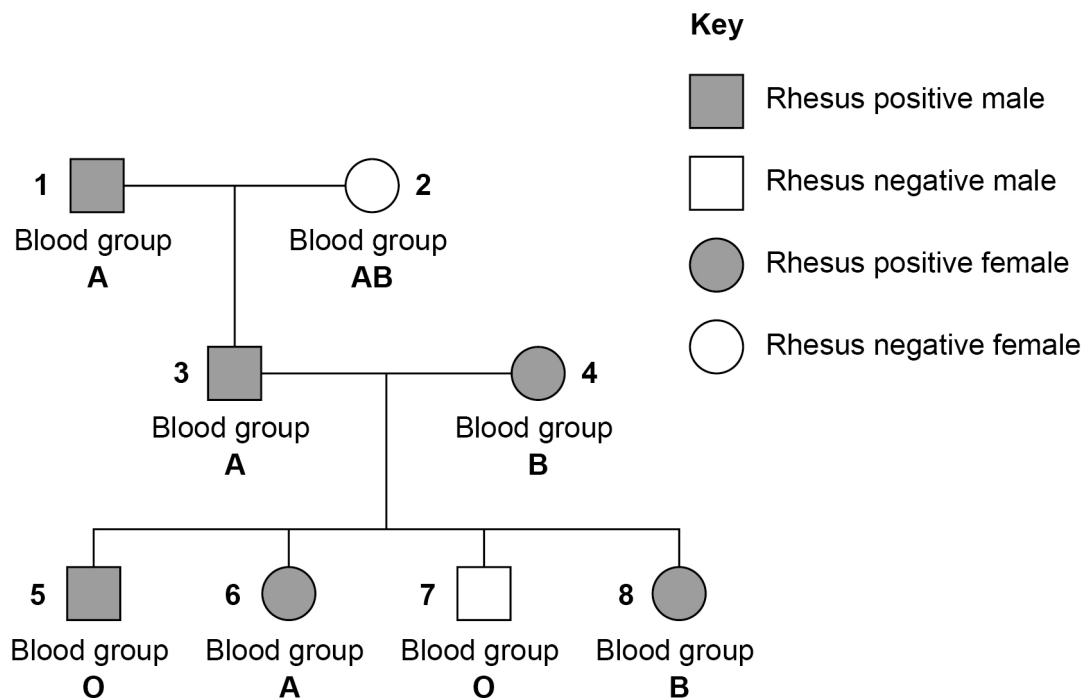 Key
Rhesus positive male
Rhesus negative male
Rhesus positive female
Rhesus negative female
1
2
Blood group
A
Blood group
AB
3
4
Blood group
A
Blood group
B
5
6
7
8
Blood group
O
Blood group
A
Blood group
O
Blood group
B